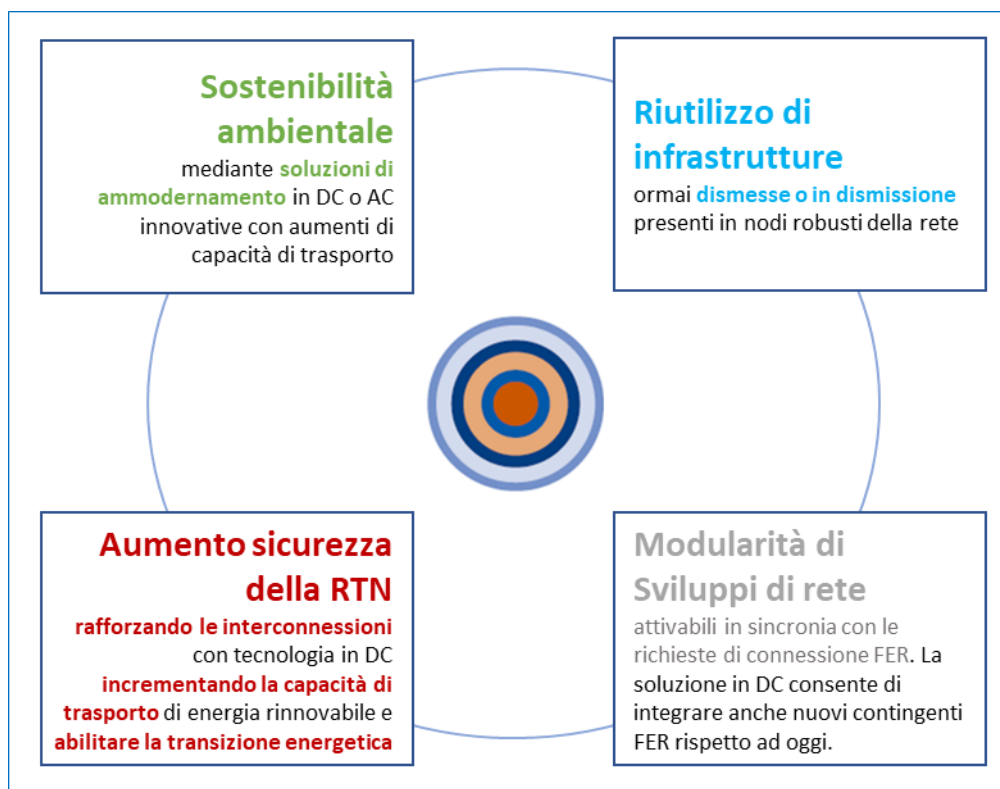 Sostenibilità
ambientale
mediante soluzioni di
ammodernamento in DC o AC
innovative con aumenti di
capacità di trasporto
Riutilizzo di
infrastrutture
ormai dismesse o in dismissione
presenti in nodi robusti della rete
Aumento sicurezza
della RTN
rafforzando le interconnessioni
con tecnologia in DC
incrementando la capacità di
trasporto di energia rinnovabile e
abilitare la transizione energetica
Modularità di
Sviluppi di rete
attivabili in sincronia con le
richieste di connessione FER. La
soluzione in DC consente di
integrare anche nuovi contingenti
FER rispetto ad oggi.